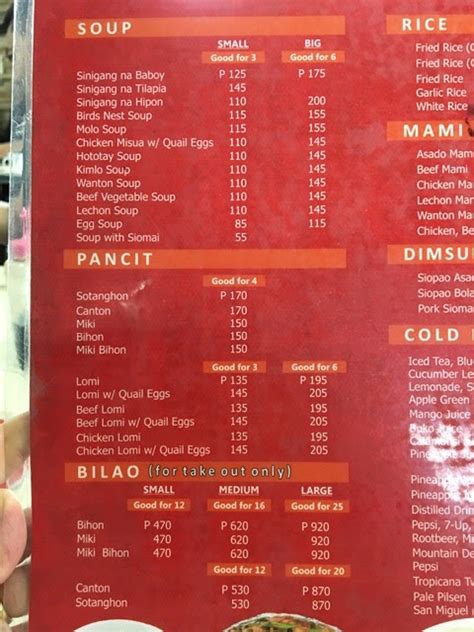 SOUP
SMALL BIG
Good for 3 Good for 6
Sinigang na Baboy P 125 P 175
Sinigang na Tilapia 145
Sinigang na Hipon 110 200
Birds Nest Soup 115 155
Molo Soup 115 155
Chicken Misua w/ Quail Eggs 110 145
Hototay Soup 110 145
Kimlo Soup 110 145
Wanton Soup 110 145
Beef Vegetable Soup 110 145
Lechon Soup 110 145
Egg Soup 85 115
Soup with Siomai 55
PANCIT
Good for 4
Sotanghon P 170
Canton 170
Miki 150
Bihon 150
Miki Bihon 150
Good for 3 Good for 6
Lomi P 135 P 195
Lomi w/ Quail Eggs 145 205
Beef Lomi 135 195
Beef Lomi w/ Quail Eggs 145 205
Chicken Lomi 135 195
Chicken Lomi w/ Quail Eggs 145 205
BILAO (for take out only)
SMALL MEDIUM LARGE
Good for 12 Good for 16 Good for 25
Bihon P 470 P 620 P 920
Miki 470 620 920
Miki Bihon 470 620 920
Good for 12 Good for 20
Canton P 530 P 870
Sotanghon 530 870
RICE
Fried Rice (
Fried Rice (
Fried Rice
Garlic Rice
White Rice
MAMI
Asado Mam
Beef Mami
Chicken Ma
Lechon Mam
Wanton Ma
Chicken, Be
DIMSU
Siopao Asa
Siopao Bola
Pork Sioma
COLD
Iced Tea, Blu
Cucumber Le
Lemonade, S
Apple Green
Mango Juice
Buko Juice
Pineapple
Pineapple
Distilled Drin
Pepsi, 7-Up,
Rootbeer, Mi
Mountain De
Pepsi
Tropicana Tw
Pale Pilsen
San Miguel